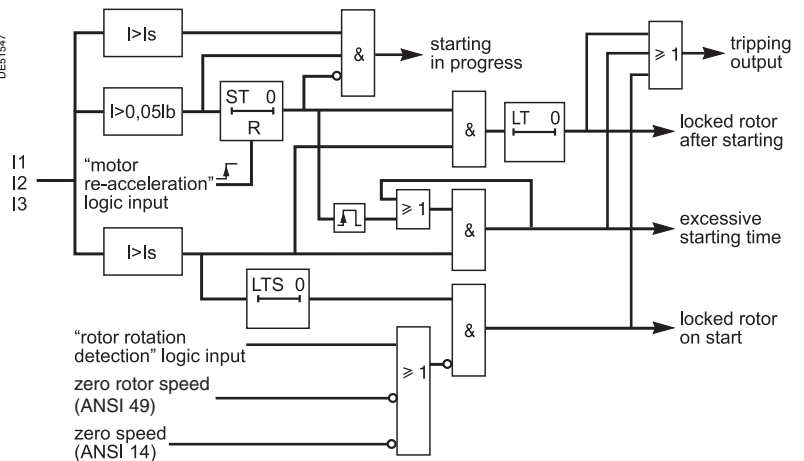 DE51547
I>Is
&
starting
in progress
≥ 1
tripping
output
I>0,05Ib
ST 0
R
&
LT 0
locked rotor
after starting
I1
I2
I3
“motor
re-acceleration”
logic input
≥ 1
&
excessive
starting time
I>Is
LTS 0
&
locked rotor
on start
“rotor rotation
detection” logic input
≥ 1
zero rotor speed
(ANSI 49)
zero speed
(ANSI 14)